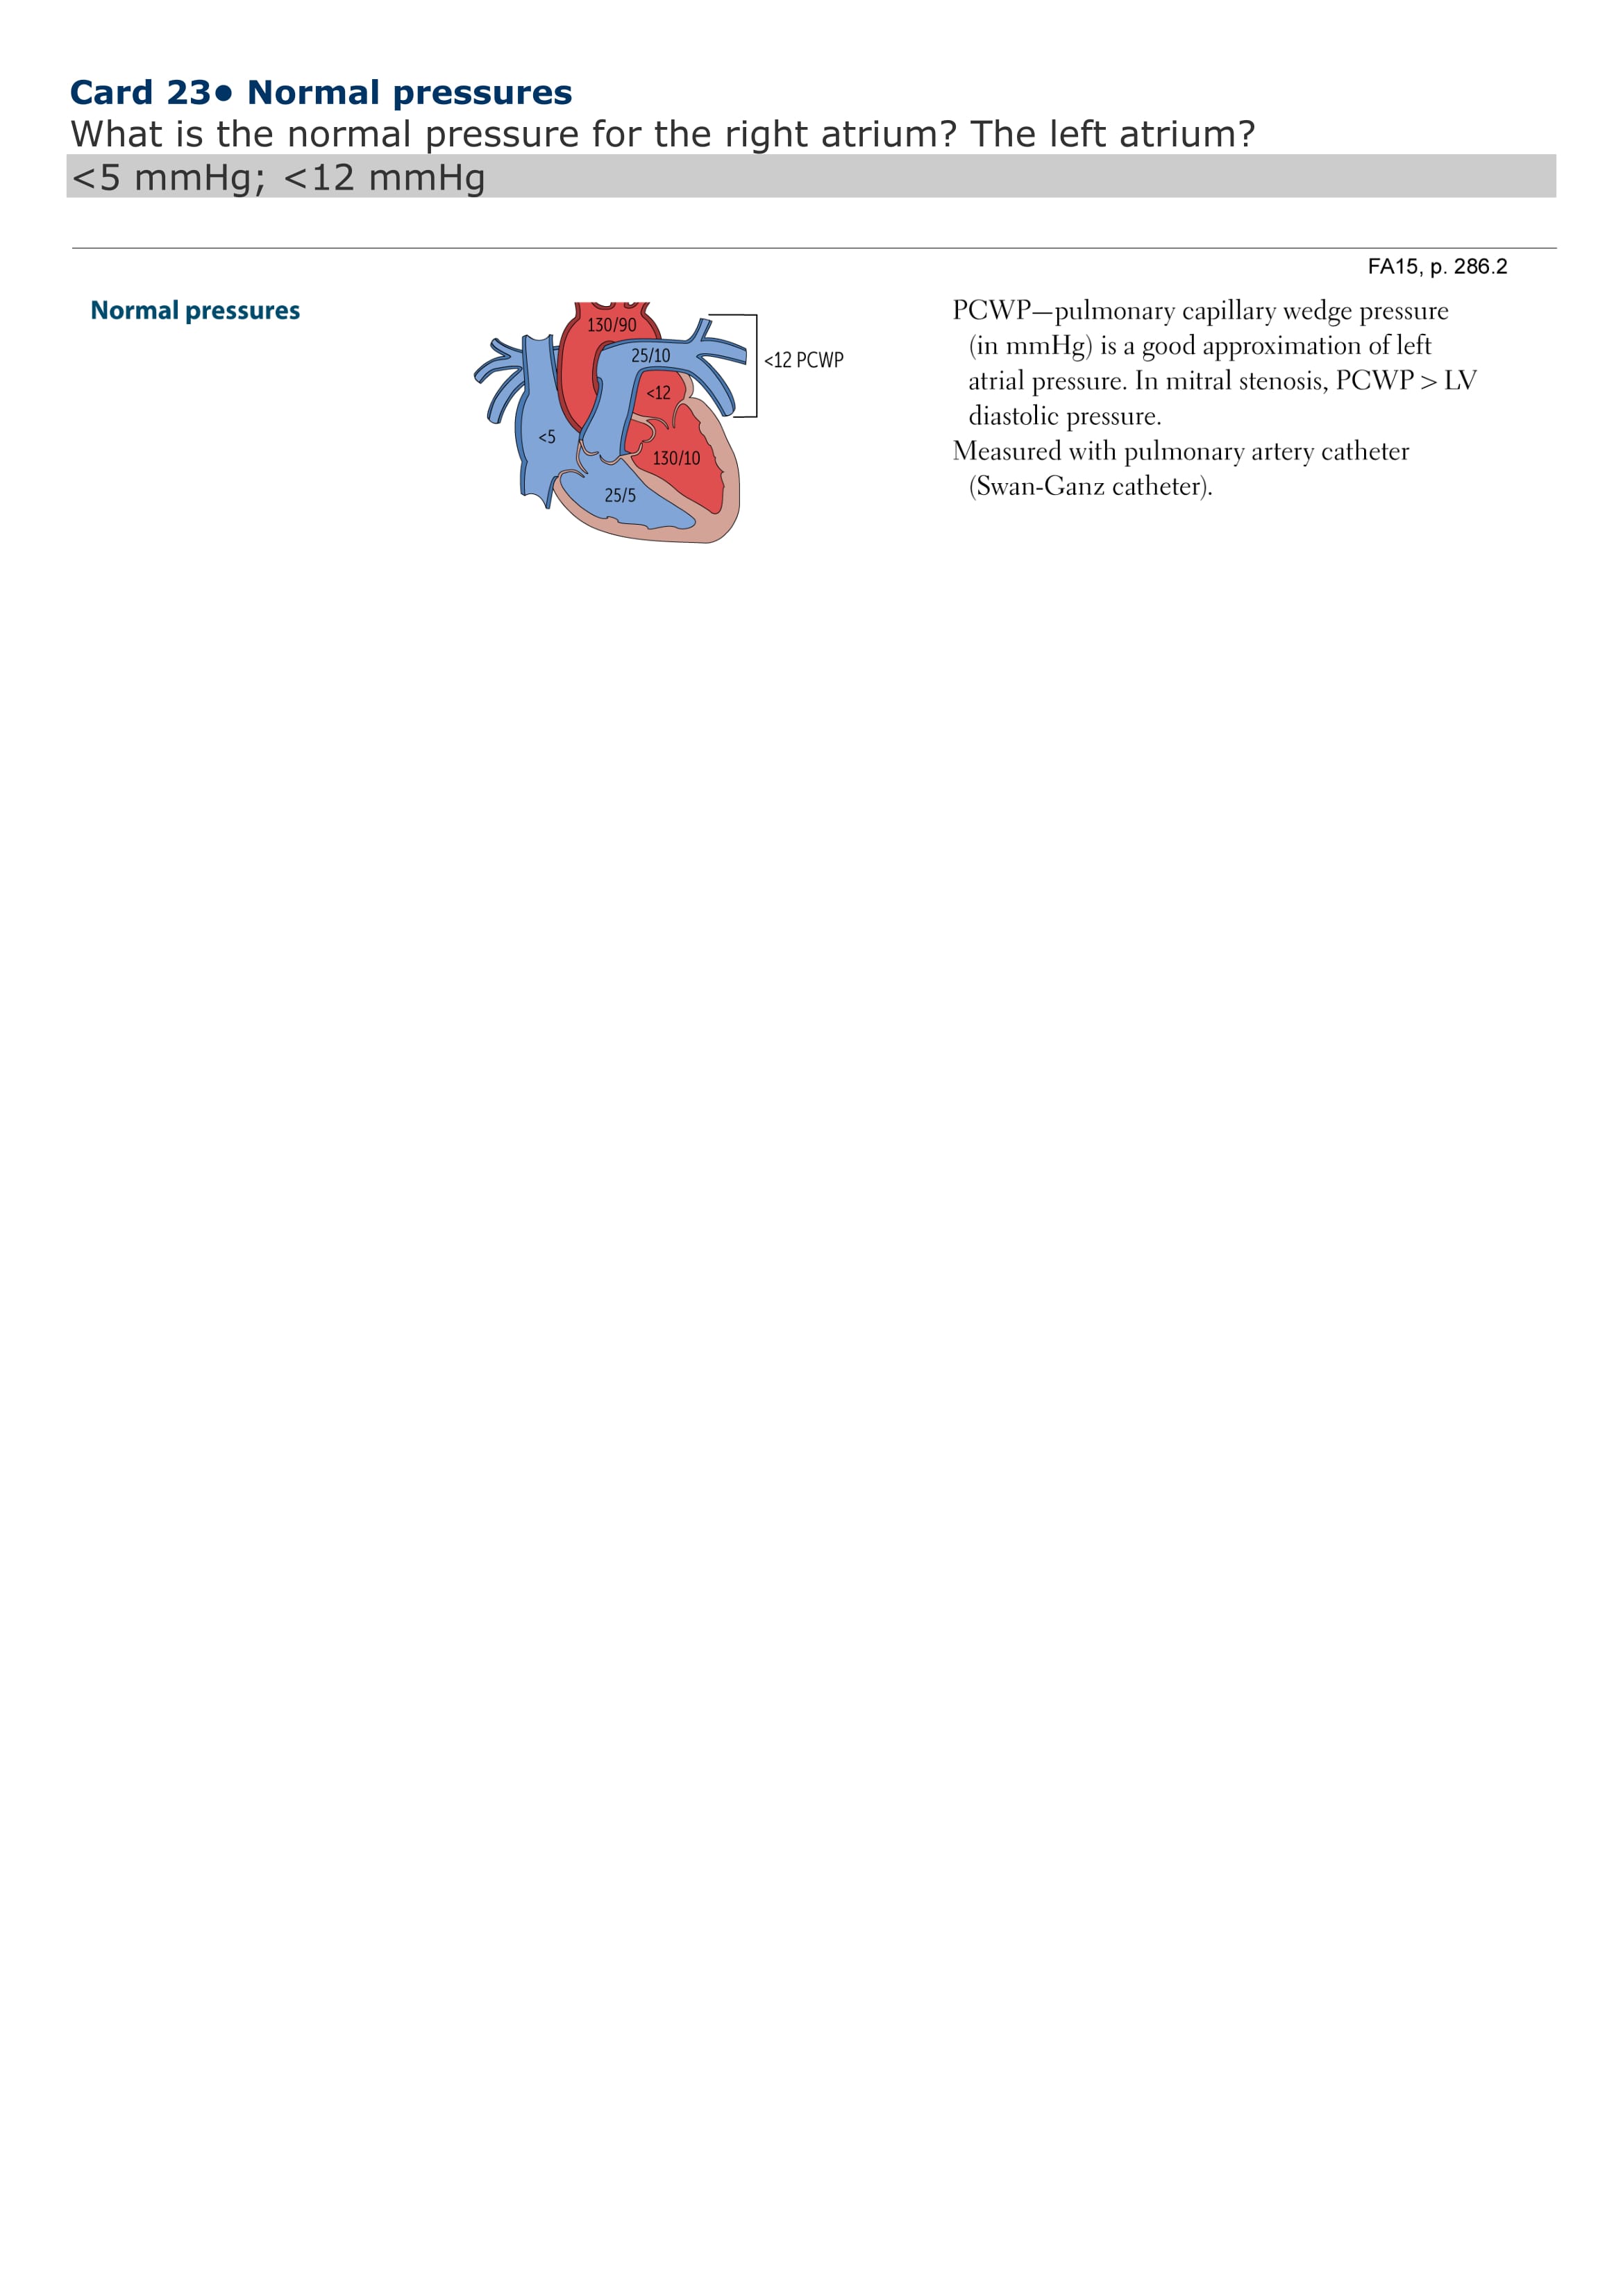 Card 23● Normal pressures
What is the normal pressure for the right atrium? The left atrium?
<5 mmHg; <12 mmHg
FA15, p. 286.2
Normal pressures
130/90
25/10
<12 PCWP
<12
<5
130/10
25/5
PCWP—pulmonary capillary wedge pressure
(in mmHg) is a good approximation of left
atrial pressure. In mitral stenosis, PCWP > LV
diastolic pressure.
Measured with pulmonary artery catheter
(Swan-Ganz catheter).